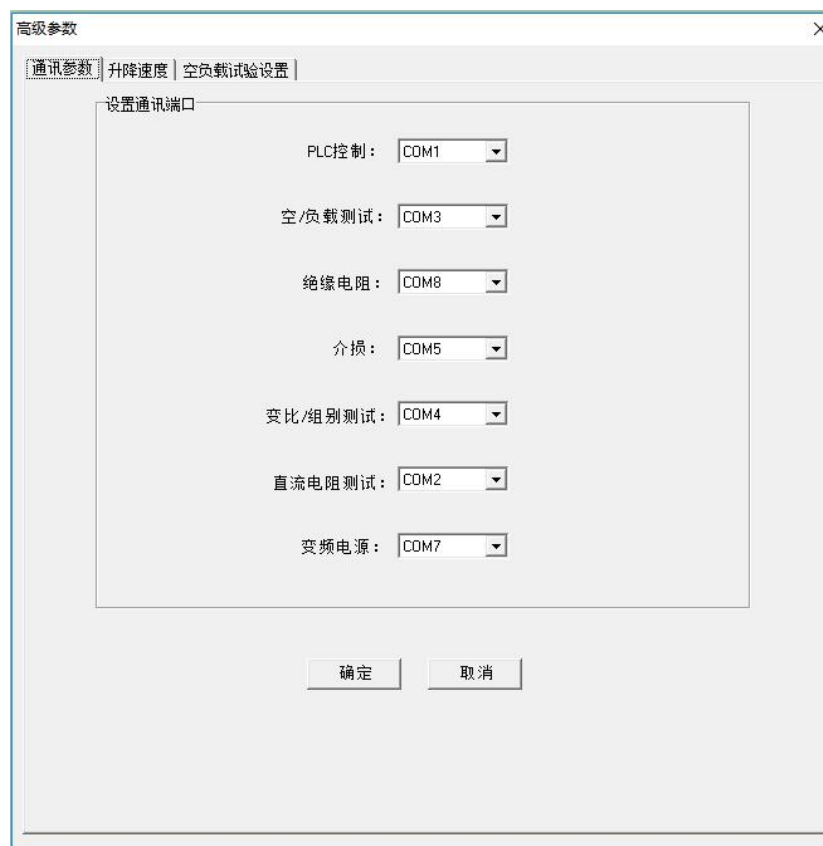 高级参数
通讯参数 升降速度 空负载试验设置
设置通讯端口
PLC控制： COM1
空/负载测试： COM3
绝缘电阻： COM8
介损： COM5
变比/组别测试： COM4
直流电阻测试： COM2
变频电源： COM7
确定 取消